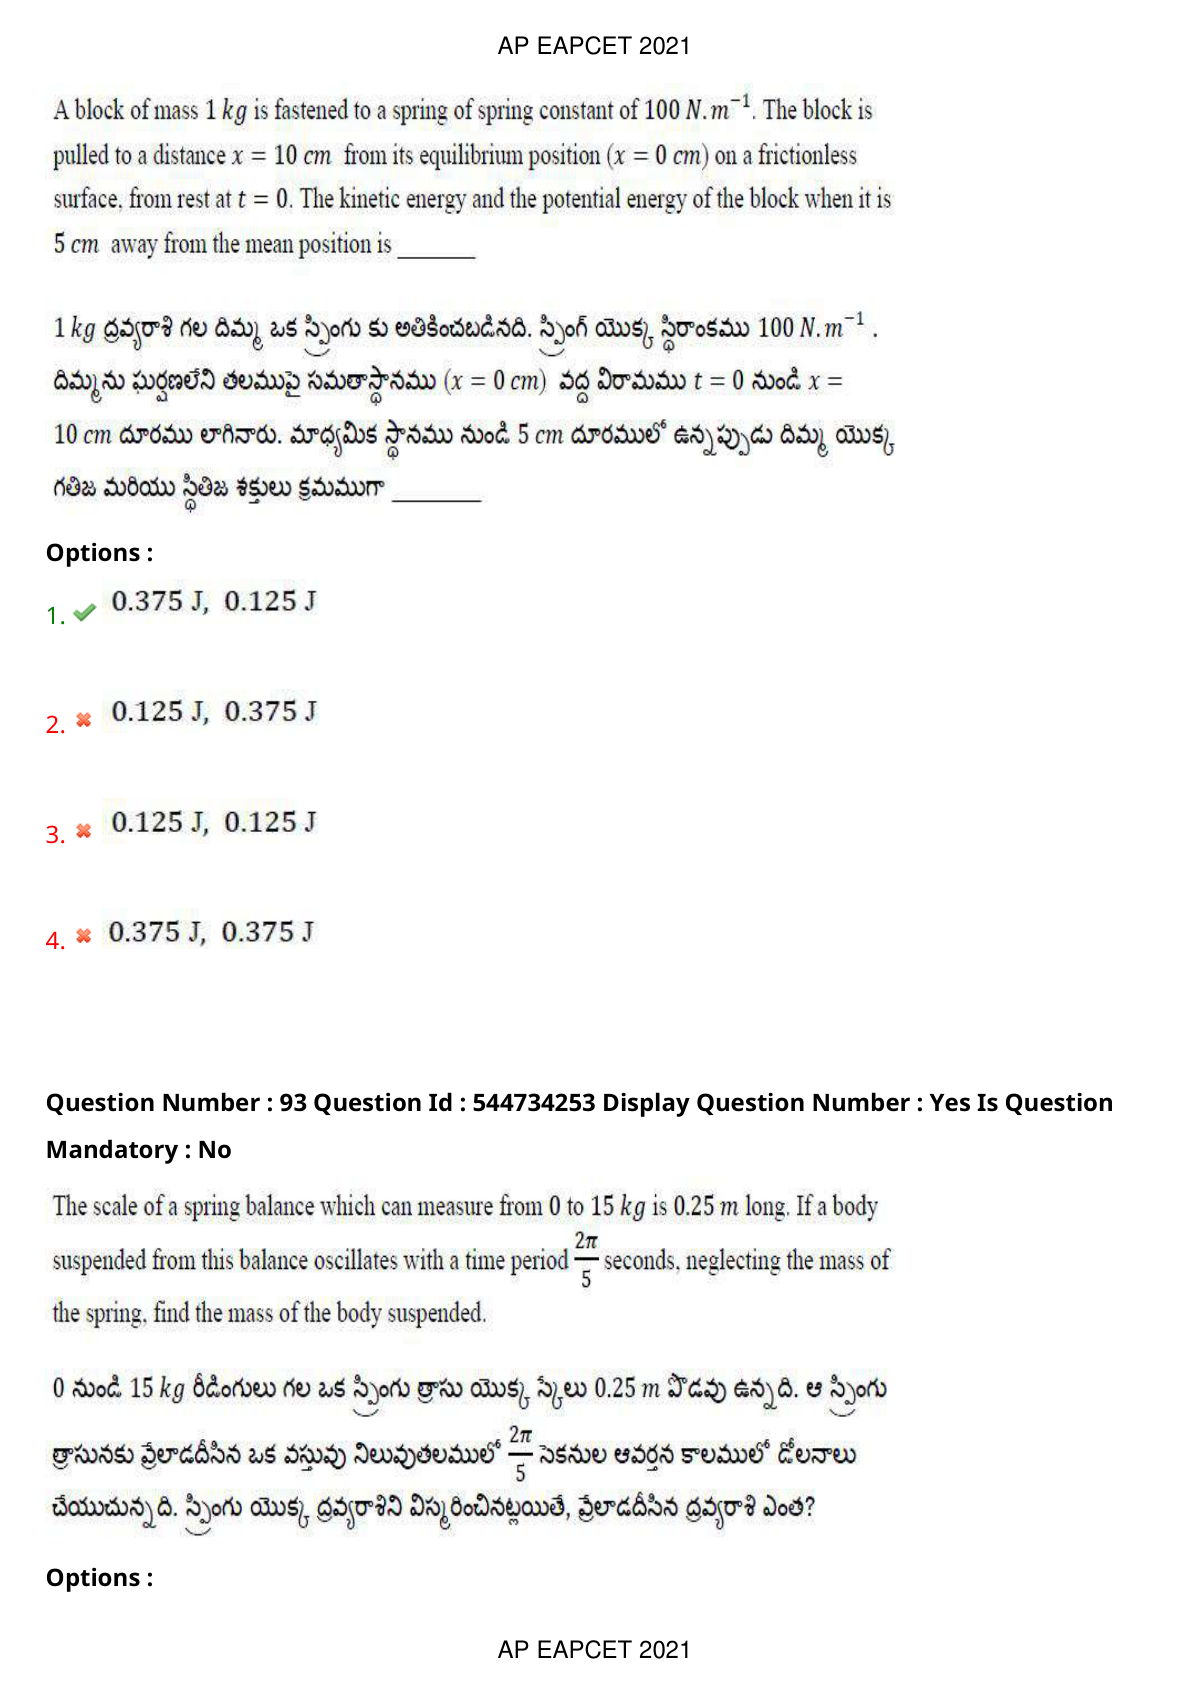 AP EAPCET 2021
A block of mass 1 kg is fastened to a spring of spring constant of 100 N.m⁻¹. The block is
pulled to a distance x = 10 cm from its equilibrium position (x = 0 cm) on a frictionless
surface, from rest at t = 0. The kinetic energy and the potential energy of the block when it is
5 cm away from the mean position is _______
1 kg ద్రవ్యరాశి గల దిమ్మ ఒక స్ప్రింగు కు అతికించబడినది. స్ప్రింగ్ యొక్క స్థిరాంకము 100 N.m⁻¹ .
దిమ్మను ఘర్షణలేని తలముపై సమతాస్థానము (x = 0 cm) వద్ద విరామము t = 0 నుండి x =
10 cm దూరము లాగినారు. మాధ్యమిక స్థానము నుండి 5 cm దూరములో ఉన్నప్పుడు దిమ్మ యొక్క
గతిజ మరియు స్థితిజ శక్తులు క్రమముగా ________
Options :
1. 0.375 J, 0.125 J
2. 0.125 J, 0.375 J
3. 0.125 J, 0.125 J
4. 0.375 J, 0.375 J
Question Number : 93 Question Id : 544734253 Display Question Number : Yes Is Question
Mandatory : No
The scale of a spring balance which can measure from 0 to 15 kg is 0.25 m long. If a body
suspended from this balance oscillates with a time period 2π/5 seconds, neglecting the mass of
the spring, find the mass of the body suspended.
0 నుండి 15 kg రీడింగులు గల ఒక స్ప్రింగు త్రాసు యొక్క స్కేలు 0.25 m పొడవు ఉన్నది. ఆ స్ప్రింగు
త్రాసునకు వ్రేలాడదీసిన ఒక వస్తువు నిలువుతలములో 2π/5 సెకనుల ఆవర్తన కాలములో డోలనాలు
చేయుచున్నది. స్ప్రింగు యొక్క ద్రవ్యరాశిని విస్మరించినట్లయితే, వ్రేలాడదీసిన ద్రవ్యరాశి ఎంత?
Options :
AP EAPCET 2021